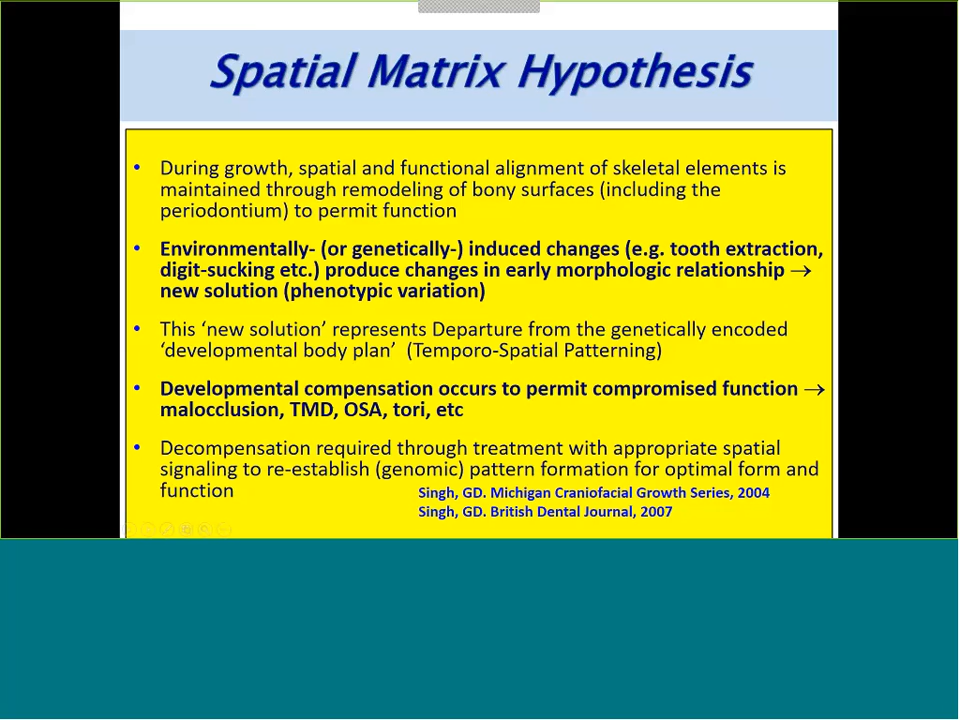 Spatial Matrix Hypothesis
• During growth, spatial and functional alignment of skeletal elements is
maintained through remodeling of bony surfaces (including the
periodontium) to permit function
• Environmentally- (or genetically-) induced changes (e.g. tooth extraction,
digit-sucking etc.) produce changes in early morphologic relationship →
new solution (phenotypic variation)
• This ‘new solution’ represents Departure from the genetically encoded
‘developmental body plan’ (Temporo-Spatial Patterning)
• Developmental compensation occurs to permit compromised function →
malocclusion, TMD, OSA, tori, etc
• Decompensation required through treatment with appropriate spatial
signaling to re-establish (genomic) pattern formation for optimal form and
function
Singh, GD. Michigan Craniofacial Growth Series, 2004
Singh, GD. British Dental Journal, 2007